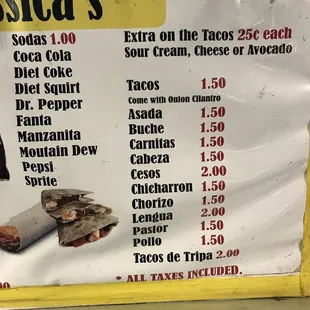 Sodas 1.00
Coca Cola
Diet Coke
Diet Squirt
Dr. Pepper
Fanta
Manzanita
Moutain Dew
Pepsi
Sprite
Extra on the Tacos 25¢ each
Sour Cream, Cheese or Avocado
Tacos 1.50
Come with Onion Cilantro
Asada 1.50
Buche 1.50
Carnitas 1.50
Cabeza 1.50
Cesos 2.00
Chicharron 1.50
Chorizo 1.50
Lengua 2.00
Pastor 1.50
Pollo 1.50
Tacos de Tripa 2.00
* ALL TAXES INCLUDED.